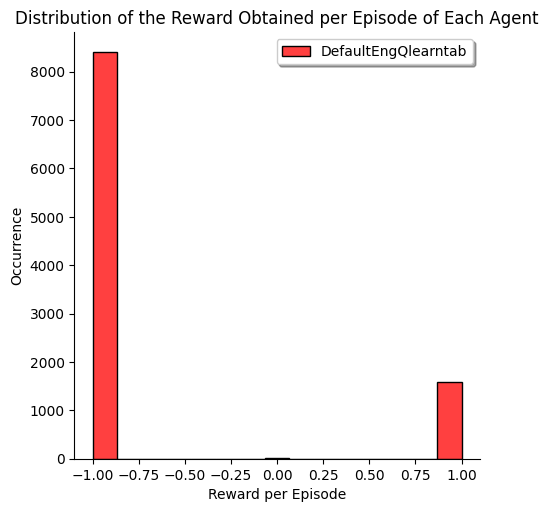 Distribution of the Reward Obtained per Episode of Each Agent
DefaultEngQlearntab
8000
7000
6000
5000
4000
3000
2000
1000
0
Occurrence
−1.00 −0.75 −0.50 −0.25 0.00 0.25 0.50 0.75 1.00
Reward per Episode